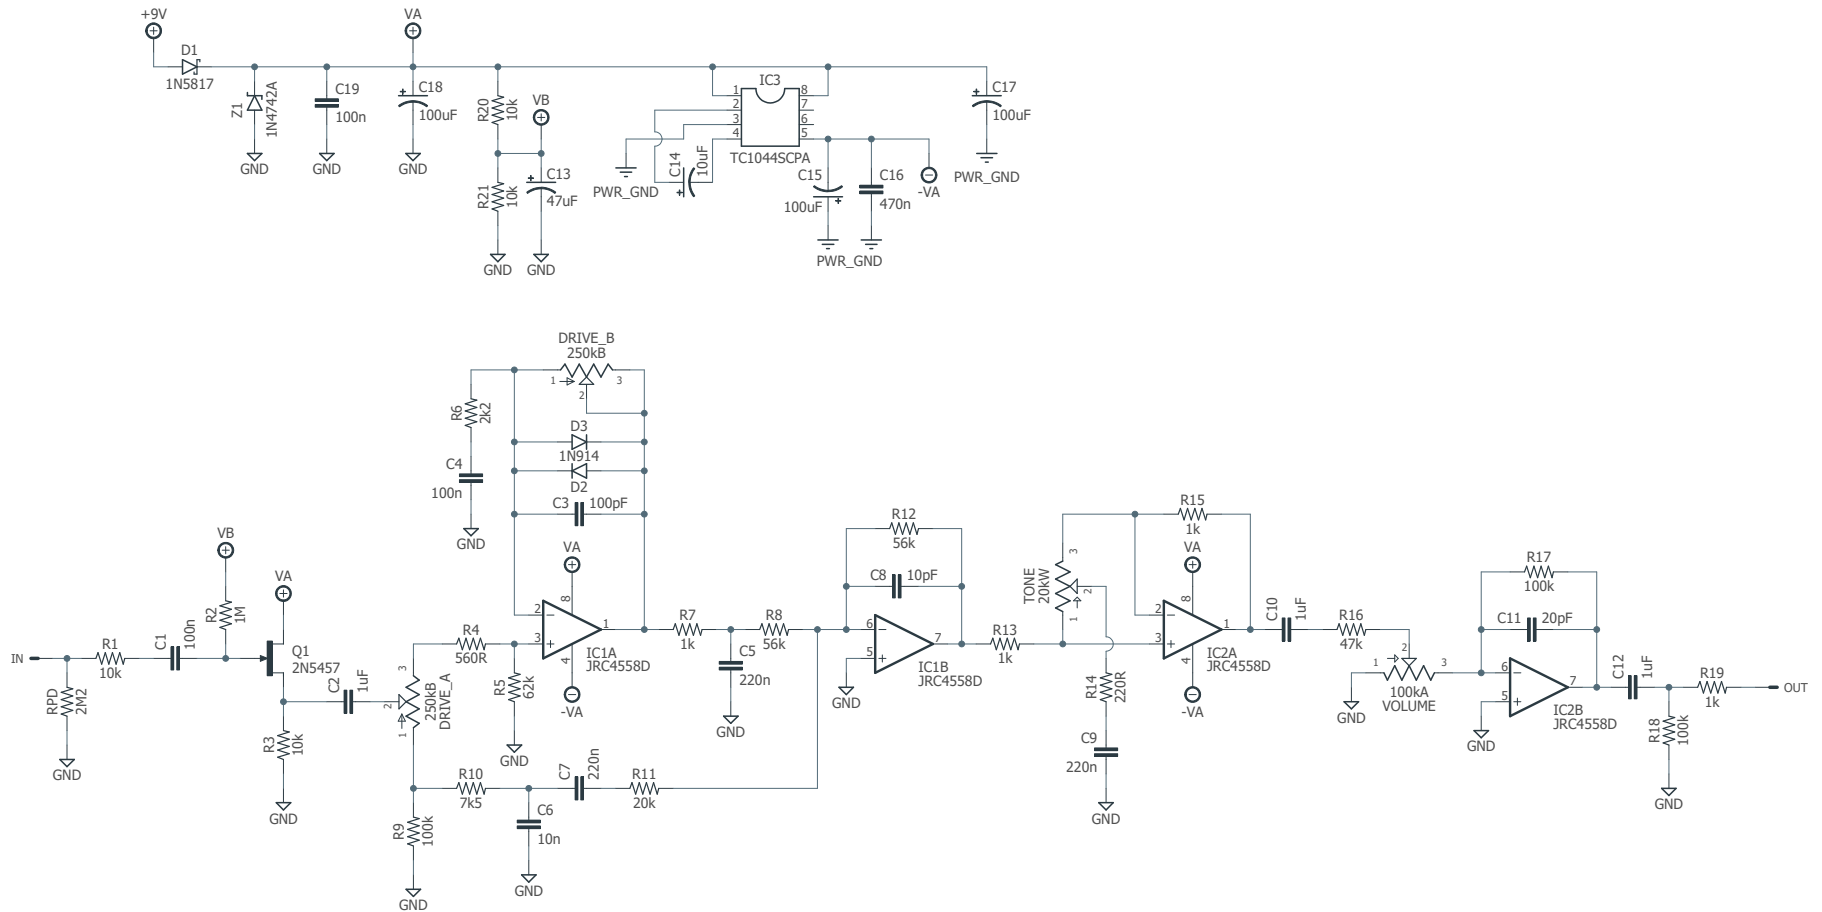 +9V
D1
1N5817
Z1
1N4742A
GND
C19
100n
GND
VA
C18
100uF
GND
R20
10k
VB
R21
10k
GND
C13
47uF
GND
IC3
1
2
3
4
8
7
6
5
TC1044SCPA
PWR_GND
C14
10uF
C15
100uF
C16
470n
-VA
PWR_GND
C17
100uF
PWR_GND
IN
RPD
2M2
GND
R1
10k
C1
100n
VB
R2
1M
VA
Q1
2N5457
R3
10k
GND
C2
1uF
3
2
1
250kB
DRIVE_A
R9
100k
GND
R4
560R
R5
62k
GND
R6
2k2
C4
100n
GND
DRIVE_B
250kB
1
2
3
D3
1N914
D2
C3
100pF
VA
8
2
3
1
4
IC1A
JRC4558D
-VA
R10
7k5
C6
10n
GND
C7
220n
R11
20k
R7
1k
C5
220n
GND
R8
56k
R12
56k
C8
10pF
6
5
7
IC1B
JRC4558D
GND
R13
1k
TONE
20kW
3
2
1
R14
220R
C9
220n
GND
R15
1k
VA
8
2
3
1
4
IC2A
JRC4558D
-VA
C10
1uF
R16
47k
1
2
3
100kA
VOLUME
GND
R17
100k
C11
20pF
6
5
7
IC2B
JRC4558D
GND
C12
1uF
R18
100k
GND
R19
1k
OUT